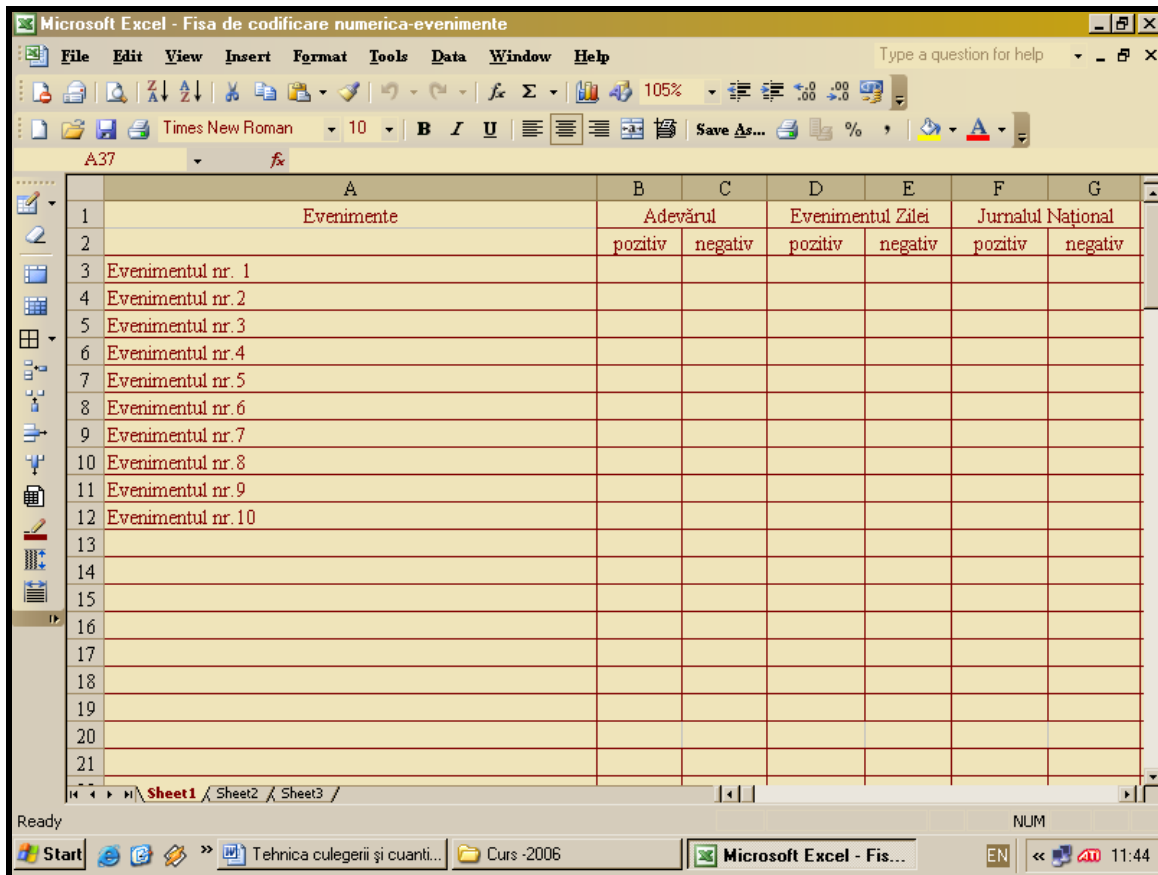 Microsoft Excel - Fisa de codificare numerica-evenimente
File Edit View Insert Format Tools Data Window Help Type a question for help
fx Σ 105%
Times New Roman 10 B I U Save As... % , A
A37 fx
A B C D E F G
1 Evenimente Adevărul Evenimentul Zilei Jurnalul Național
2 pozitiv negativ pozitiv negativ pozitiv negativ
3 Evenimentul nr. 1
4 Evenimentul nr.2
5 Evenimentul nr.3
6 Evenimentul nr.4
7 Evenimentul nr.5
8 Evenimentul nr.6
9 Evenimentul nr.7
10 Evenimentul nr.8
11 Evenimentul nr.9
12 Evenimentul nr.10
13
14
15
16
17
18
19
20
21
Sheet1 Sheet2 Sheet3
Ready NUM
Start Tehnica culegerii și cuanti... Curs -2006 Microsoft Excel - Fis... EN 11:44